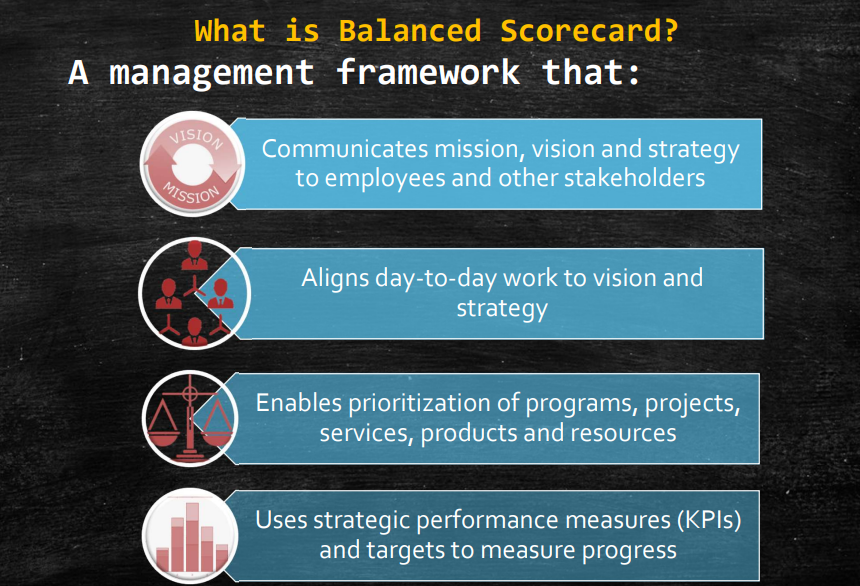 What is Balanced Scorecard?
A management framework that:
VISION
MISSION
Communicates mission, vision and strategy
to employees and other stakeholders
Aligns day-to-day work to vision and
strategy
Enables prioritization of programs, projects,
services, products and resources
Uses strategic performance measures (KPIs)
and targets to measure progress